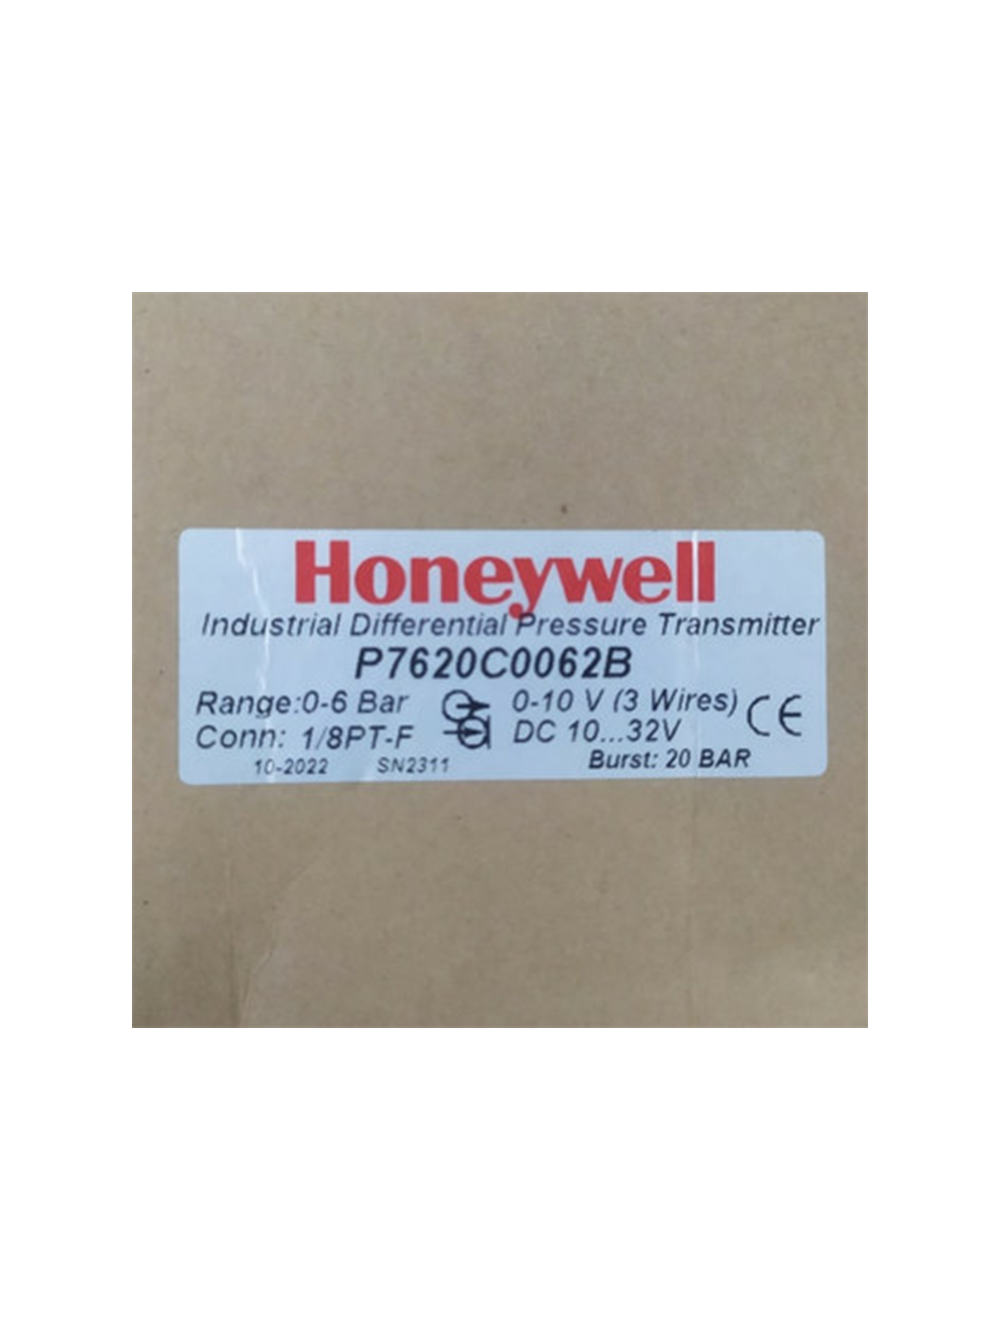 Honeywell
Industrial Differential Pressure Transmitter
P7620C0062B
Range:0-6 Bar 0-10 V (3 Wires)
Conn: 1/8PT-F DC 10...32V CE
10-2022 SN2311 Burst: 20 BAR